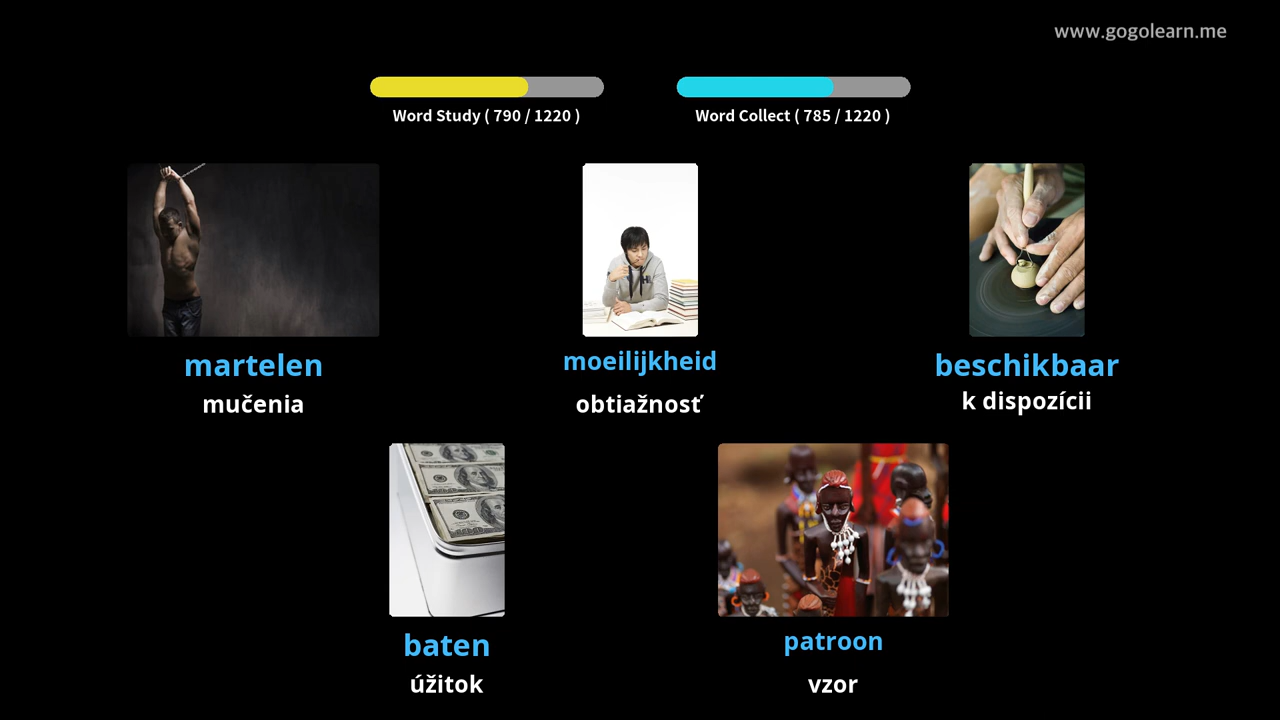 www.gogolearn.me
Word Study ( 790 / 1220 )
Word Collect ( 785 / 1220 )
martelen
mučenia
moeilijkheid
obtiažnosť
beschikbaar
k dispozícii
baten
úžitok
patroon
vzor